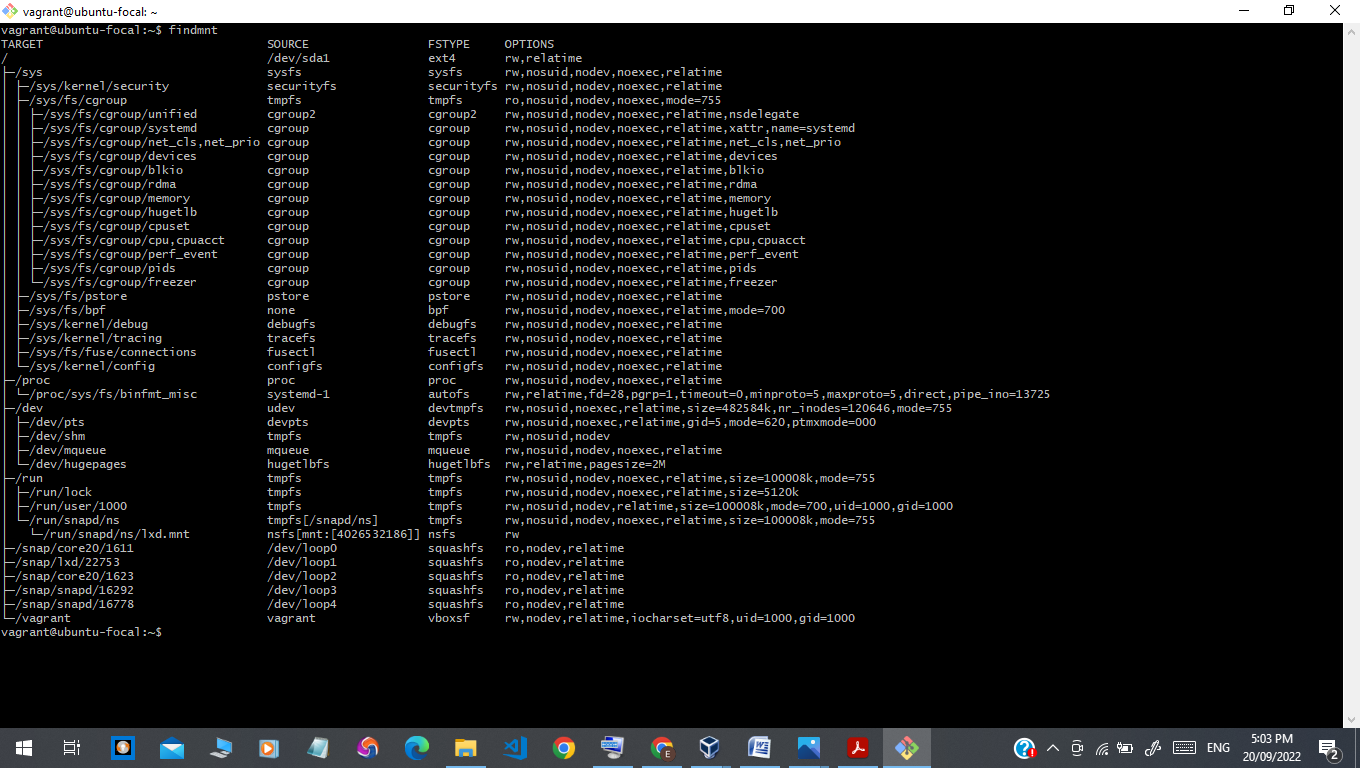 vagrant@ubuntu-focal: ~
vagrant@ubuntu-focal:~$ findmnt
TARGET                                SOURCE                 FSTYPE     OPTIONS
/                                     /dev/sda1              ext4       rw,relatime
├─/sys                                sysfs                  sysfs      rw,nosuid,nodev,noexec,relatime
│ ├─/sys/kernel/security              securityfs             securityfs rw,nosuid,nodev,noexec,relatime
│ ├─/sys/fs/cgroup                    tmpfs                  tmpfs      ro,nosuid,nodev,noexec,mode=755
│ │ ├─/sys/fs/cgroup/unified          cgroup2                cgroup2    rw,nosuid,nodev,noexec,relatime,nsdelegate
│ │ ├─/sys/fs/cgroup/systemd          cgroup                 cgroup     rw,nosuid,nodev,noexec,relatime,xattr,name=systemd
│ │ ├─/sys/fs/cgroup/net_cls,net_prio cgroup                 cgroup     rw,nosuid,nodev,noexec,relatime,net_cls,net_prio
│ │ ├─/sys/fs/cgroup/devices          cgroup                 cgroup     rw,nosuid,nodev,noexec,relatime,devices
│ │ ├─/sys/fs/cgroup/blkio            cgroup                 cgroup     rw,nosuid,nodev,noexec,relatime,blkio
│ │ ├─/sys/fs/cgroup/rdma             cgroup                 cgroup     rw,nosuid,nodev,noexec,relatime,rdma
│ │ ├─/sys/fs/cgroup/memory           cgroup                 cgroup     rw,nosuid,nodev,noexec,relatime,memory
│ │ ├─/sys/fs/cgroup/hugetlb          cgroup                 cgroup     rw,nosuid,nodev,noexec,relatime,hugetlb
│ │ ├─/sys/fs/cgroup/cpuset           cgroup                 cgroup     rw,nosuid,nodev,noexec,relatime,cpuset
│ │ ├─/sys/fs/cgroup/cpu,cpuacct      cgroup                 cgroup     rw,nosuid,nodev,noexec,relatime,cpu,cpuacct
│ │ ├─/sys/fs/cgroup/perf_event       cgroup                 cgroup     rw,nosuid,nodev,noexec,relatime,perf_event
│ │ ├─/sys/fs/cgroup/pids             cgroup                 cgroup     rw,nosuid,nodev,noexec,relatime,pids
│ │ └─/sys/fs/cgroup/freezer          cgroup                 cgroup     rw,nosuid,nodev,noexec,relatime,freezer
│ ├─/sys/fs/pstore                    pstore                 pstore     rw,nosuid,nodev,noexec,relatime
│ ├─/sys/fs/bpf                       none                   bpf        rw,nosuid,nodev,noexec,relatime,mode=700
│ ├─/sys/kernel/debug                 debugfs                debugfs    rw,nosuid,nodev,noexec,relatime
│ ├─/sys/kernel/tracing               tracefs                tracefs    rw,nosuid,nodev,noexec,relatime
│ ├─/sys/fs/fuse/connections          fusectl                fusectl    rw,nosuid,nodev,noexec,relatime
│ └─/sys/kernel/config                configfs               configfs   rw,nosuid,nodev,noexec,relatime
├─/proc                               proc                   proc       rw,nosuid,nodev,noexec,relatime
│ └─/proc/sys/fs/binfmt_misc          systemd-1              autofs     rw,relatime,fd=28,pgrp=1,timeout=0,minproto=5,maxproto=5,direct,pipe_ino=13725
├─/dev                                udev                   devtmpfs   rw,nosuid,noexec,relatime,size=482584k,nr_inodes=120646,mode=755
│ ├─/dev/pts                          devpts                 devpts     rw,nosuid,noexec,relatime,gid=5,mode=620,ptmxmode=000
│ ├─/dev/shm                          tmpfs                  tmpfs      rw,nosuid,nodev
│ ├─/dev/mqueue                       mqueue                 mqueue     rw,nosuid,nodev,noexec,relatime
│ └─/dev/hugepages                    hugetlbfs              hugetlbfs  rw,relatime,pagesize=2M
├─/run                                tmpfs                  tmpfs      rw,nosuid,nodev,noexec,relatime,size=100008k,mode=755
│ ├─/run/lock                         tmpfs                  tmpfs      rw,nosuid,nodev,noexec,relatime,size=5120k
│ ├─/run/user/1000                    tmpfs                  tmpfs      rw,nosuid,nodev,relatime,size=100008k,mode=700,uid=1000,gid=1000
│ └─/run/snapd/ns                     tmpfs[/snapd/ns]       tmpfs      rw,nosuid,nodev,noexec,relatime,size=100008k,mode=755
│   └─/run/snapd/ns/lxd.mnt           nsfs[mnt:[4026532186]] nsfs       rw
├─/snap/core20/1611                   /dev/loop0             squashfs   ro,nodev,relatime
├─/snap/lxd/22753                     /dev/loop1             squashfs   ro,nodev,relatime
├─/snap/core20/1623                   /dev/loop2             squashfs   ro,nodev,relatime
├─/snap/snapd/16292                   /dev/loop3             squashfs   ro,nodev,relatime
├─/snap/snapd/16778                   /dev/loop4             squashfs   ro,nodev,relatime
└─/vagrant                            vagrant                vboxsf     rw,nodev,relatime,iocharset=utf8,uid=1000,gid=1000
vagrant@ubuntu-focal:~$
ENG
5:03 PM
20/09/2022
2